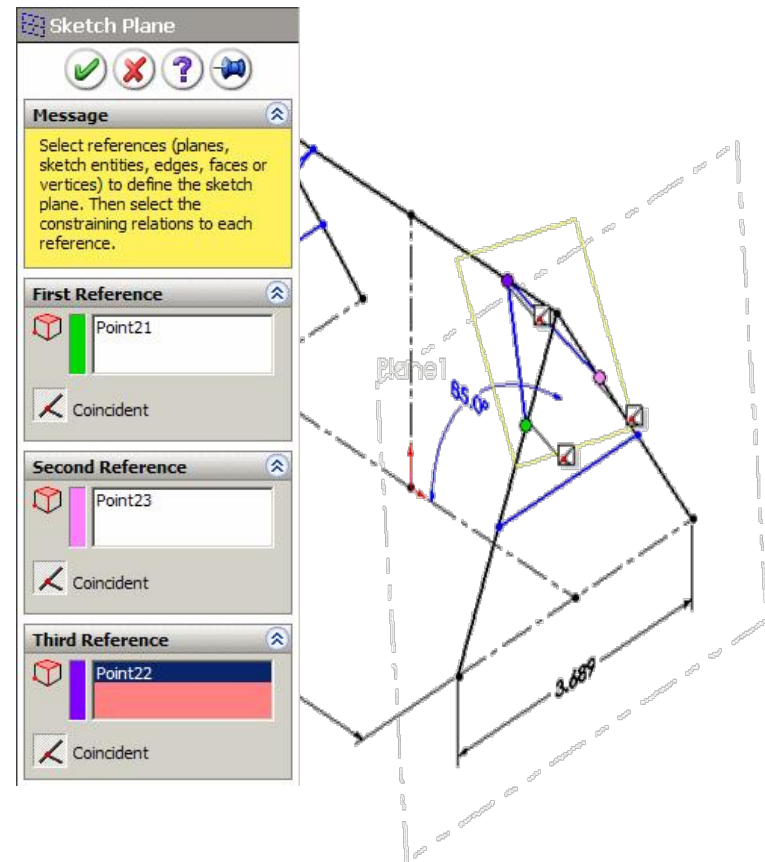 Sketch Plane
?
Message
Select references (planes,
sketch entities, edges, faces or
vertices) to define the sketch
plane. Then select the
constraining relations to each
reference.
First Reference
Point21
Coincident
Second Reference
Point23
Coincident
Third Reference
Point22
Coincident
Plane1
85.0°
3.689